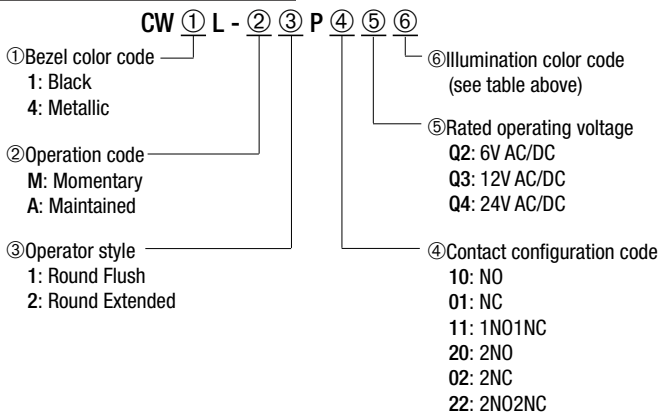 CW ① L - ② ③ P ④ ⑤ ⑥
①Bezel color code
1: Black
4: Metallic
②Operation code
M: Momentary
A: Maintained
③Operator style
1: Round Flush
2: Round Extended
⑥Illumination color code
(see table above)
⑤Rated operating voltage
Q2: 6V AC/DC
Q3: 12V AC/DC
Q4: 24V AC/DC
④Contact configuration code
10: NO
01: NC
11: 1NO1NC
20: 2NO
02: 2NC
22: 2NO2NC